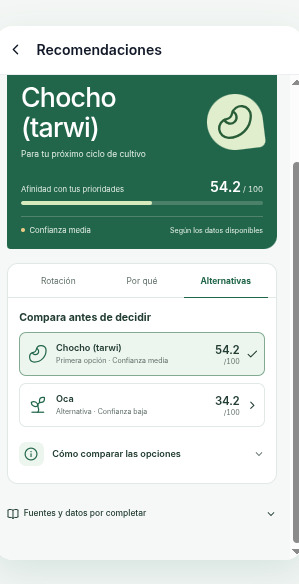 Recomendaciones
Chocho
(tarwi)
Para tu próximo ciclo de cultivo
Afinidad con tus prioridades 54.2 / 100
Confianza media Según los datos disponibles
Rotación Por qué Alternativas
Compara antes de decidir
Chocho (tarwi) 54.2
Primera opción · Confianza media /100
Oca 34.2
Alternativa · Confianza baja /100
Cómo comparar las opciones
Fuentes y datos por completar